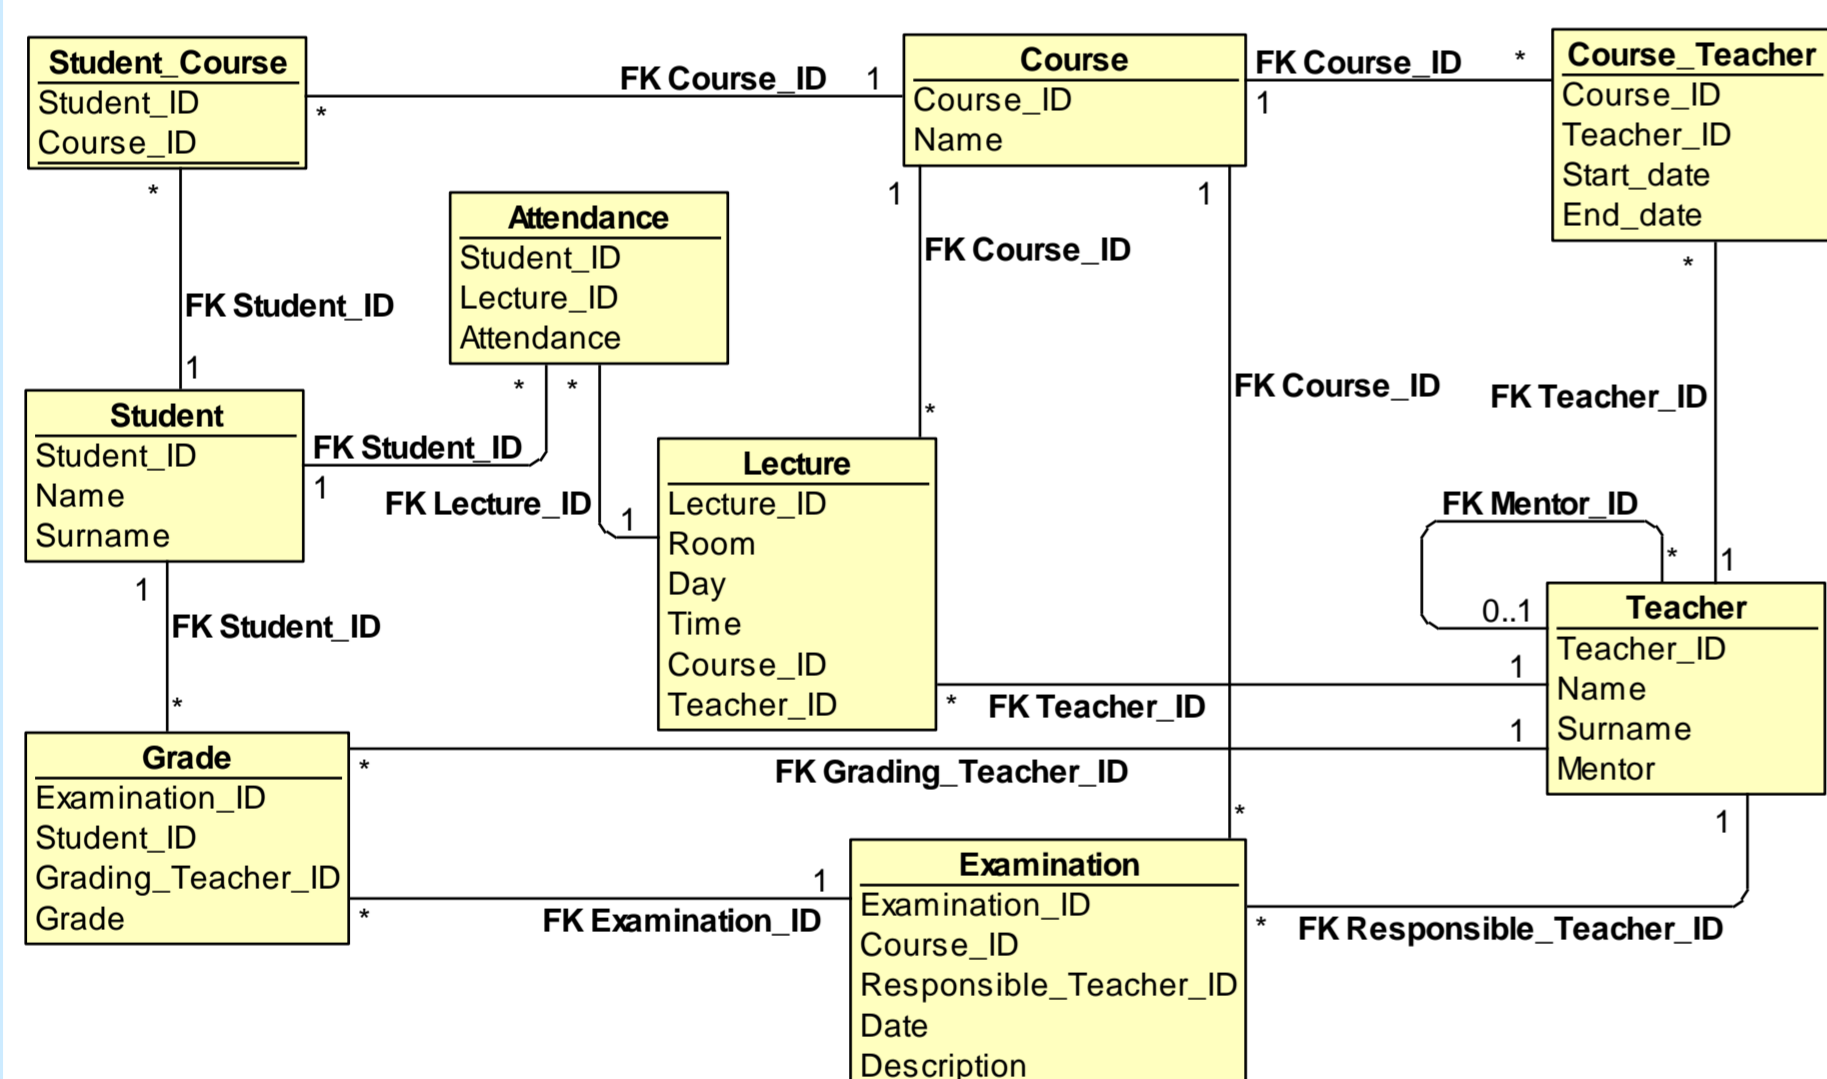 Student_Course
Student_ID
Course_ID
*
*
FK Course_ID
1
Course
Course_ID
Name
FK Course_ID
*
1
Course_Teacher
Course_ID
Teacher_ID
Start_date
End_date
*
1
1
FK Student_ID
1
Attendance
Student_ID
Lecture_ID
Attendance
*
*
FK Course_ID
*
FK Course_ID
FK Teacher_ID
1
Student
Student_ID
Name
Surname
FK Student_ID
1
FK Lecture_ID
1
Lecture
Lecture_ID
Room
Day
Time
Course_ID
Teacher_ID
FK Mentor_ID
*
0..1
Teacher
Teacher_ID
Name
Surname
Mentor
1
FK Student_ID
*
*
FK Teacher_ID
1
Grade
Examination_ID
Student_ID
Grading_Teacher_ID
Grade
*
FK Grading_Teacher_ID
1
*
FK Examination_ID
1
*
Examination
Examination_ID
Course_ID
Responsible_Teacher_ID
Date
Description
1
*
FK Responsible_Teacher_ID